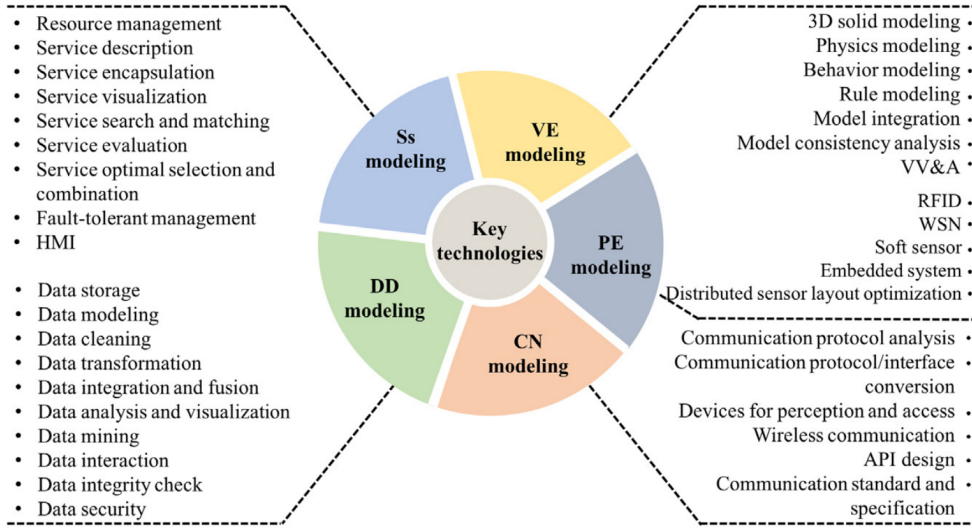 • Resource management
• Service description
• Service encapsulation
• Service visualization
• Service search and matching
• Service evaluation
• Service optimal selection and
combination
• Fault-tolerant management
• HMI
• Data storage
• Data modeling
• Data cleaning
• Data transformation
• Data integration and fusion
• Data analysis and visualization
• Data mining
• Data interaction
• Data integrity check
• Data security
Ss
modeling
VE
modeling
Key
technologies
PE
modeling
DD
modeling
CN
modeling
3D solid modeling •
Physics modeling •
Behavior modeling •
Rule modeling •
Model integration •
Model consistency analysis •
VV&A •
RFID •
WSN •
Soft sensor •
Embedded system •
Distributed sensor layout optimization •
Communication protocol analysis •
Communication protocol/interface •
conversion
Devices for perception and access •
Wireless communication •
API design •
Communication standard and •
specification